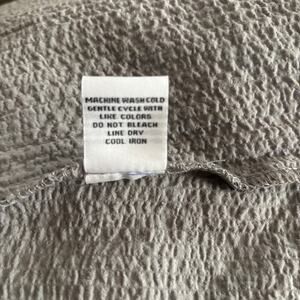 MACHINE WASH COLD
GENTLE CYCLE WITH
LIKE COLORS
DO NOT BLEACH
LINE DRY
COOL IRON